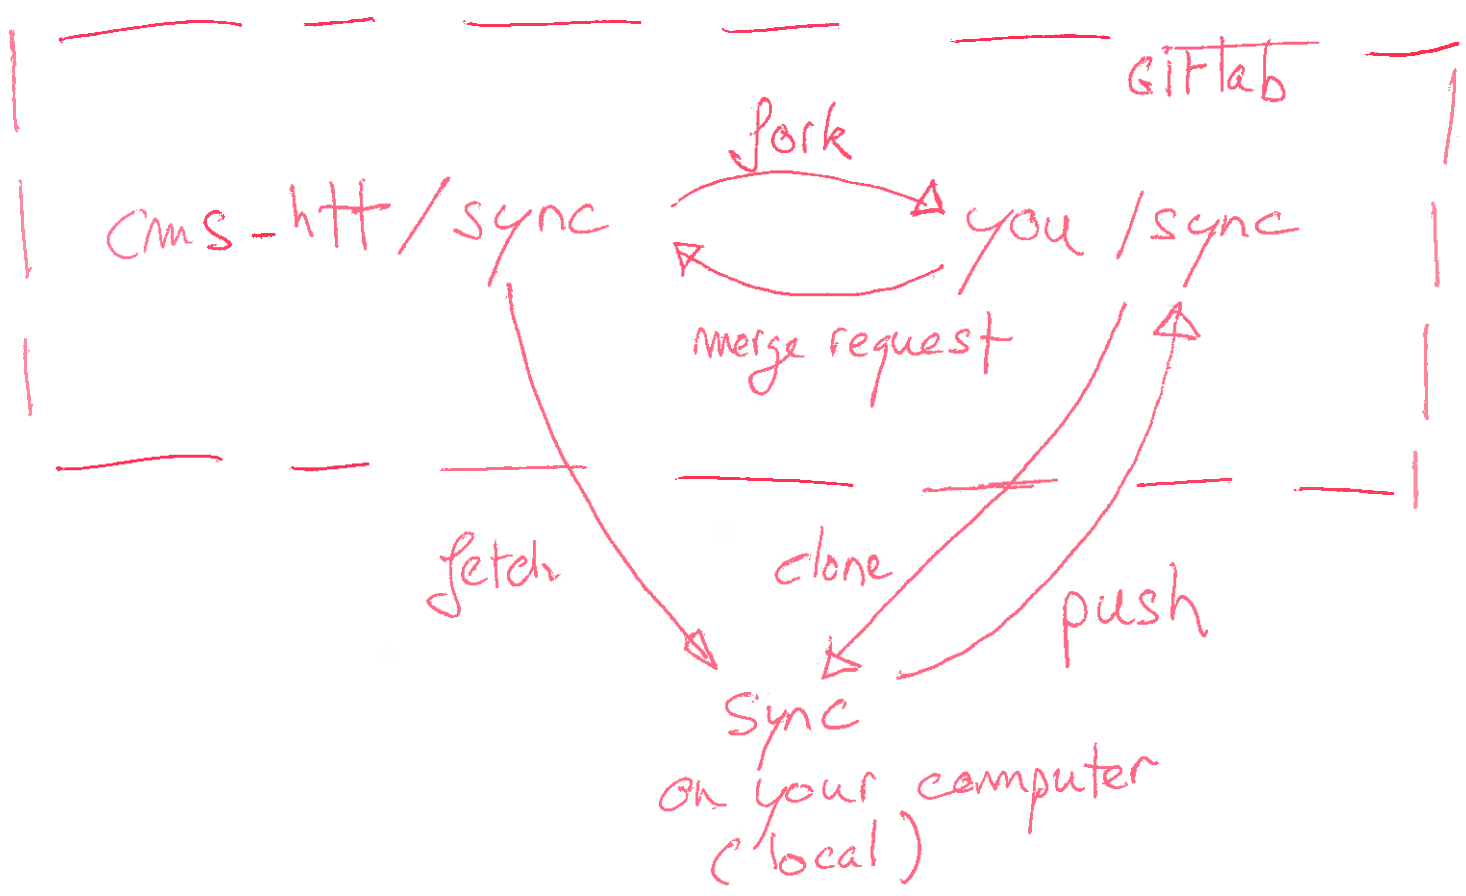 GitLab
fork
cms-htt/sync
you/sync
merge request
fetch
clone
push
sync
on your computer
(local)